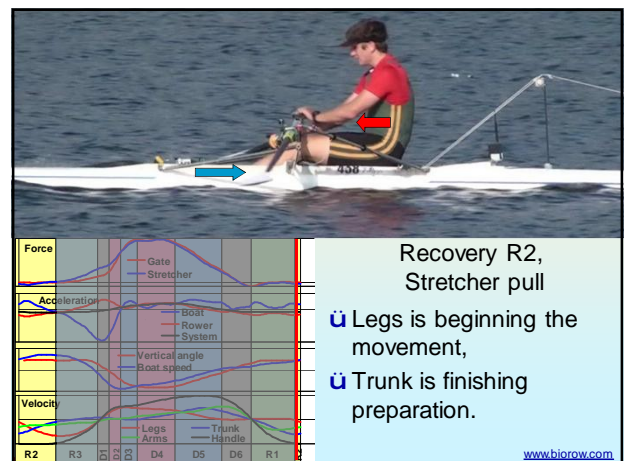 438
Force
Gate
Stretcher
Acceleration
Boat
Rower
System
Vertical angle
Boat speed
Velocity
Legs
Trunk
Arms
Handle
R2 R3 D1 D2 D3 D4 D5 D6 R1
Recovery R2,
Stretcher pull
ü Legs is beginning the
movement,
ü Trunk is finishing
preparation.
www.biorow.com